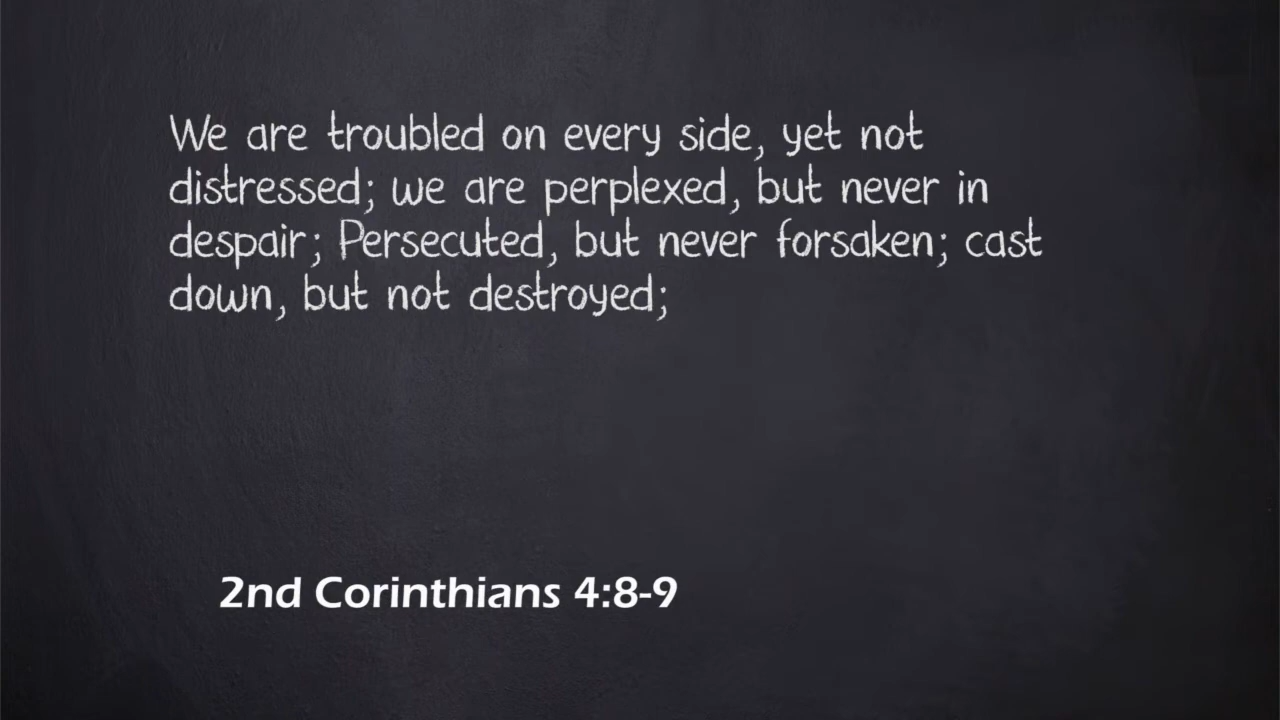 We are troubled on every side, yet not
distressed; we are perplexed, but never in
despair; Persecuted, but never forsaken; cast
down, but not destroyed;
2nd Corinthians 4:8-9